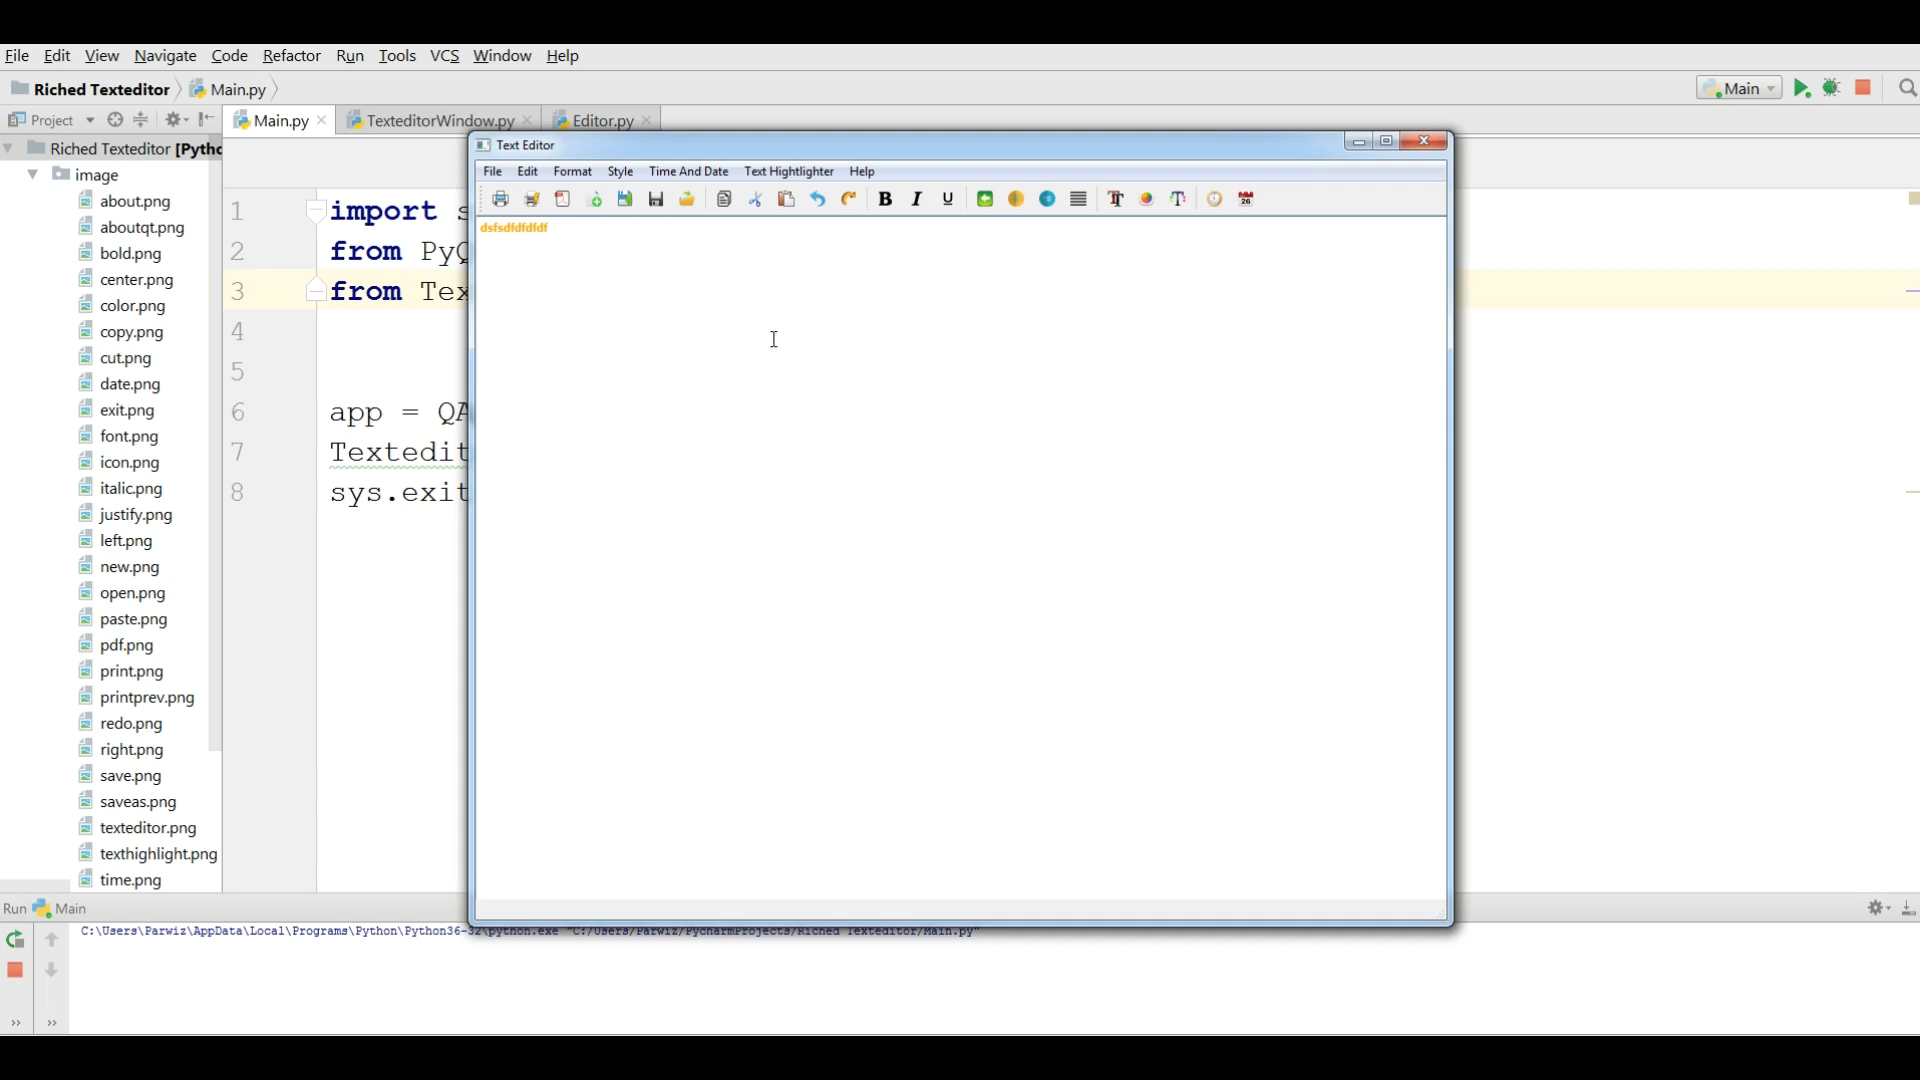 File Edit View Navigate Code Refactor Run Tools VCS Window Help
Riched Texteditor Main.py
Main
Project
Main.py TexteditorWindow.py Editor.py
Riched Texteditor [Pytho
image
about.png
aboutqt.png
bold.png
center.png
color.png
copy.png
cut.png
date.png
exit.png
font.png
icon.png
italic.png
justify.png
left.png
new.png
open.png
paste.png
pdf.png
print.png
printprev.png
redo.png
right.png
save.png
saveas.png
texteditor.png
texthighlight.png
time.png
1 import s
2 from PyQ
3 from Tex
4
5
6 app = QA
7 Textedit
8 sys.exit
Text Editor
File Edit Format Style Time And Date Text Hightlighter Help
B I U
26
dsfsdfdfdfdf
Run Main
C:\Users\Parwiz\AppData\Local\Programs\Python\Python36-32\python.exe "C:/Users/Parwiz/PycharmProjects/Riched Texteditor/Main.py"